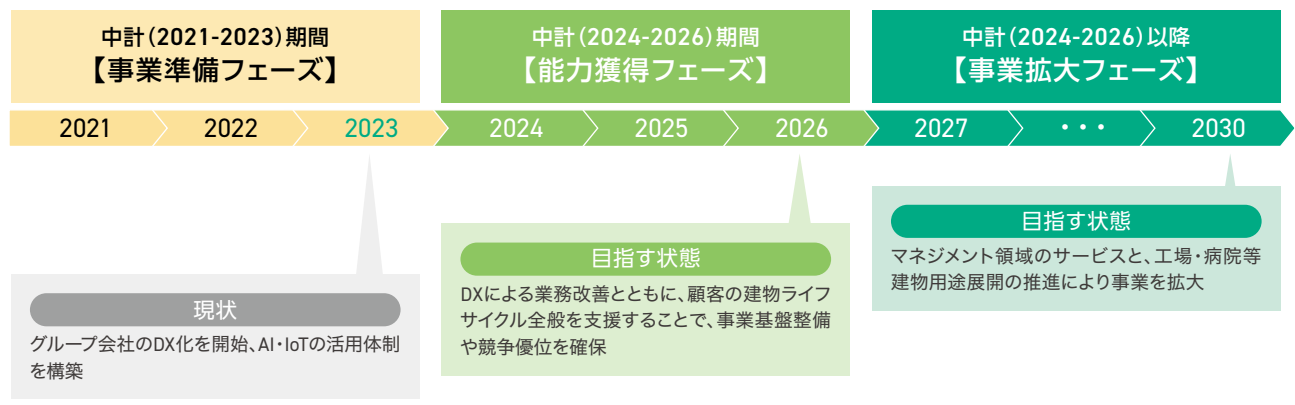 中計(2021-2023)期間
【事業準備フェーズ】
中計(2024-2026)期間
【能力獲得フェーズ】
中計(2024-2026)以降
【事業拡大フェーズ】
2021
2022
2023
2024
2025
2026
2027
・・・
2030
現状
グループ会社のDX化を開始、AI・IoTの活用体制
を構築
目指す状態
DXによる業務改善とともに、顧客の建物ライフ
サイクル全般を支援することで、事業基盤整備
や競争優位を確保
目指す状態
マネジメント領域のサービスと、工場・病院等
建物用途展開の推進により事業を拡大